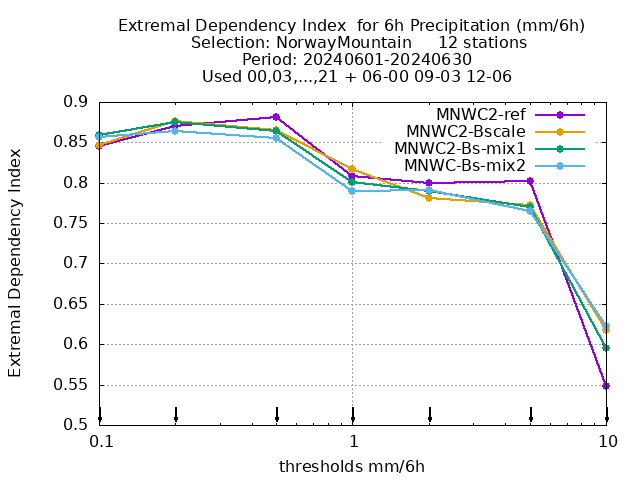 Extremal Dependency Index  for 6h Precipitation (mm/6h)
Selection: NorwayMountain     12 stations
Period: 20240601-20240630
Used 00,03,...,21 + 06-00 09-03 12-06
MNWC2-ref
MNWC2-Bscale
MNWC2-Bs-mix1
MNWC-Bs-mix2
0.9
0.85
0.8
0.75
0.7
0.65
0.6
0.55
0.5
Extremal Dependency Index
0.1
1
10
thresholds mm/6h